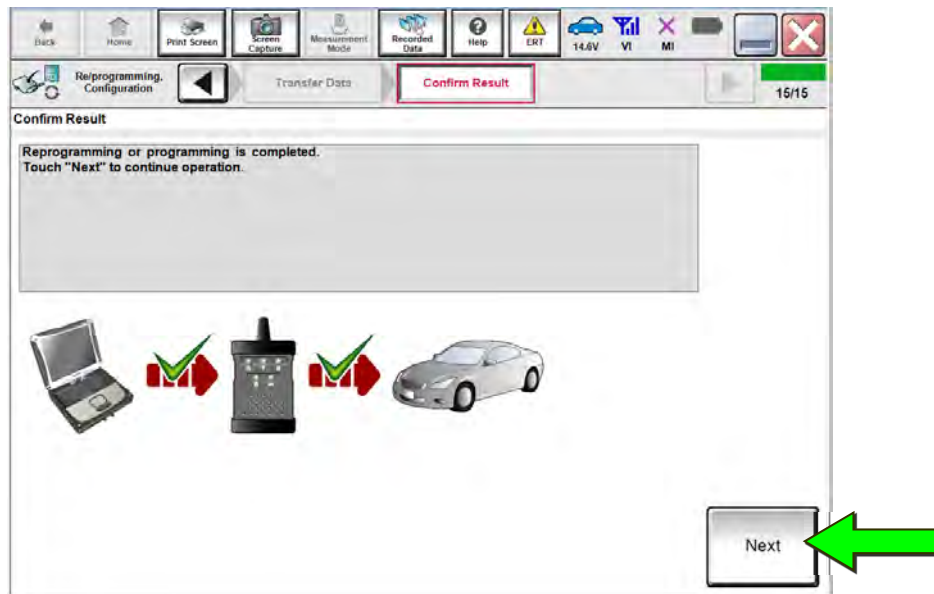 Back
Home
Print Screen
Screen
Capture
Measurement
Mode
Recorded
Data
Help
ERT
14.6V
VI
MI
Re/programming,
Configuration
Transfer Data
Confirm Result
15/15
Confirm Result
Reprogramming or programming is completed.
Touch "Next" to continue operation.
Next